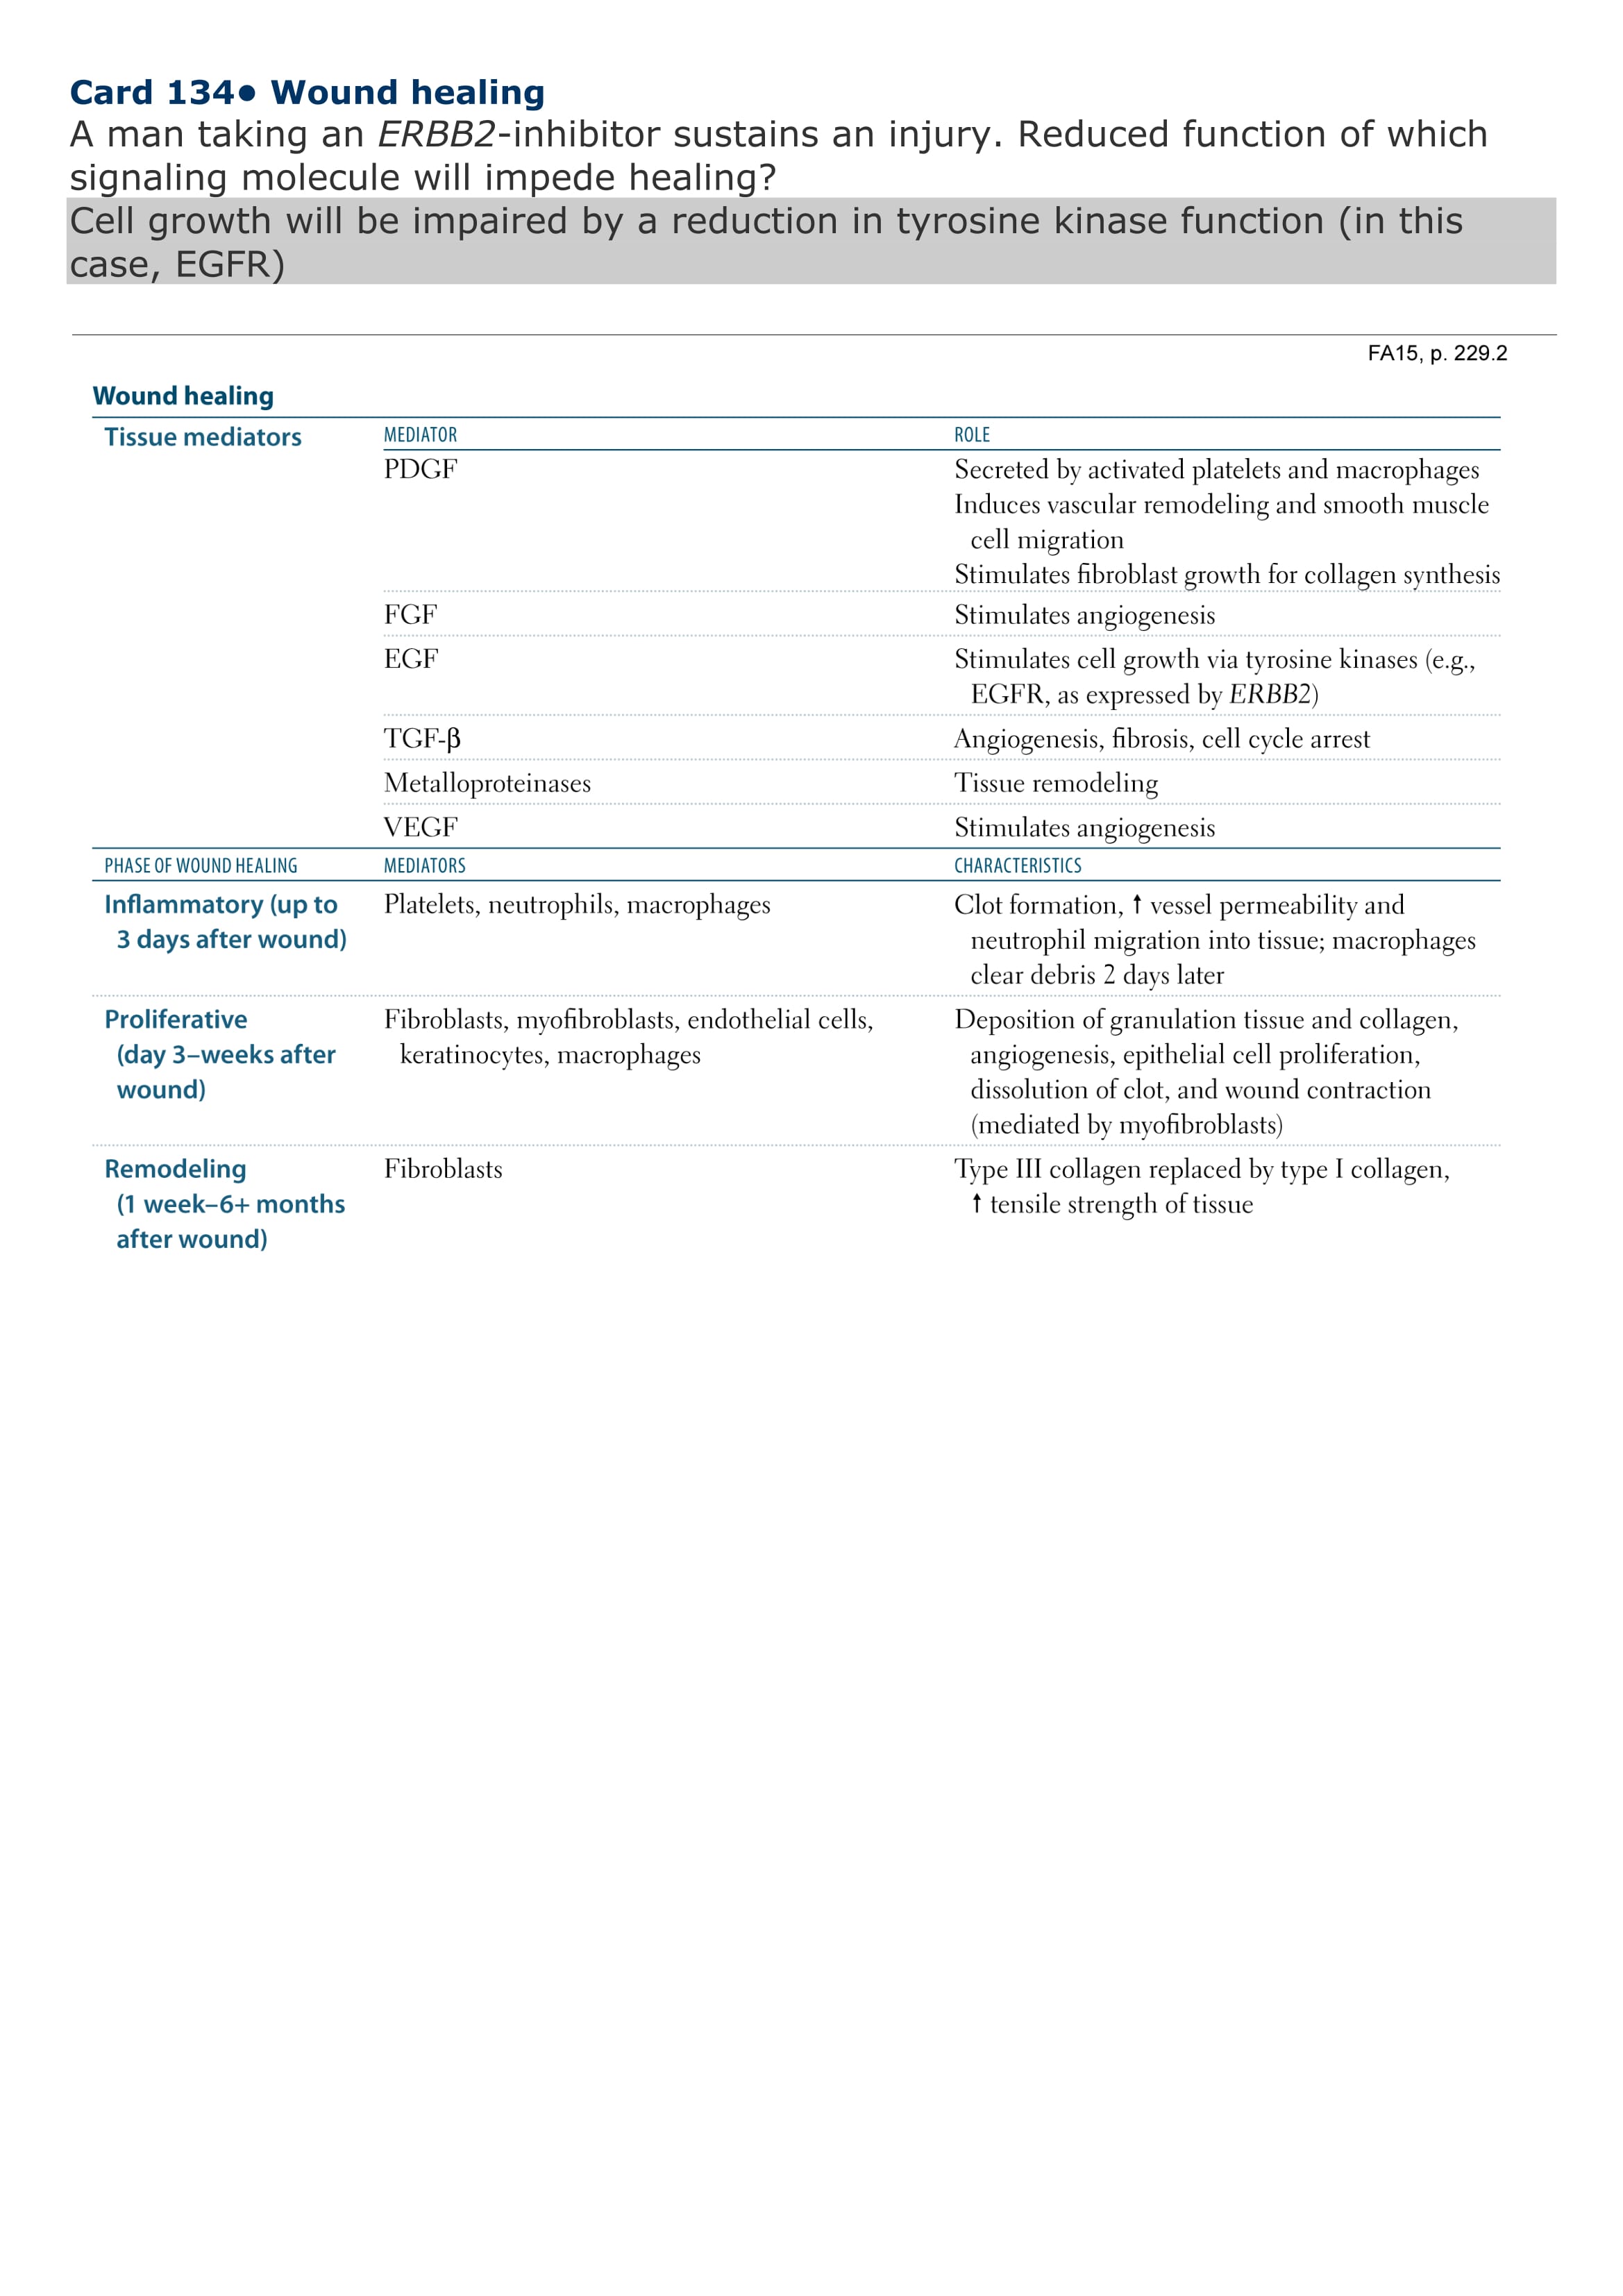 Card 134• Wound healing
A man taking an ERBB2-inhibitor sustains an injury. Reduced function of which
signaling molecule will impede healing?
Cell growth will be impaired by a reduction in tyrosine kinase function (in this
case, EGFR)
FA15, p. 229.2
Wound healing
Tissue mediators MEDIATOR ROLE
PDGF Secreted by activated platelets and macrophages
Induces vascular remodeling and smooth muscle
cell migration
Stimulates fibroblast growth for collagen synthesis
FGF Stimulates angiogenesis
EGF Stimulates cell growth via tyrosine kinases (e.g.,
EGFR, as expressed by ERBB2)
TGF-β Angiogenesis, fibrosis, cell cycle arrest
Metalloproteinases Tissue remodeling
VEGF Stimulates angiogenesis
PHASE OF WOUND HEALING MEDIATORS CHARACTERISTICS
Inflammatory (up to Platelets, neutrophils, macrophages Clot formation, ↑ vessel permeability and
3 days after wound) neutrophil migration into tissue; macrophages
clear debris 2 days later
Proliferative Fibroblasts, myofibroblasts, endothelial cells, Deposition of granulation tissue and collagen,
(day 3–weeks after keratinocytes, macrophages angiogenesis, epithelial cell proliferation,
wound) dissolution of clot, and wound contraction
(mediated by myofibroblasts)
Remodeling Fibroblasts Type III collagen replaced by type I collagen,
(1 week–6+ months ↑ tensile strength of tissue
after wound)